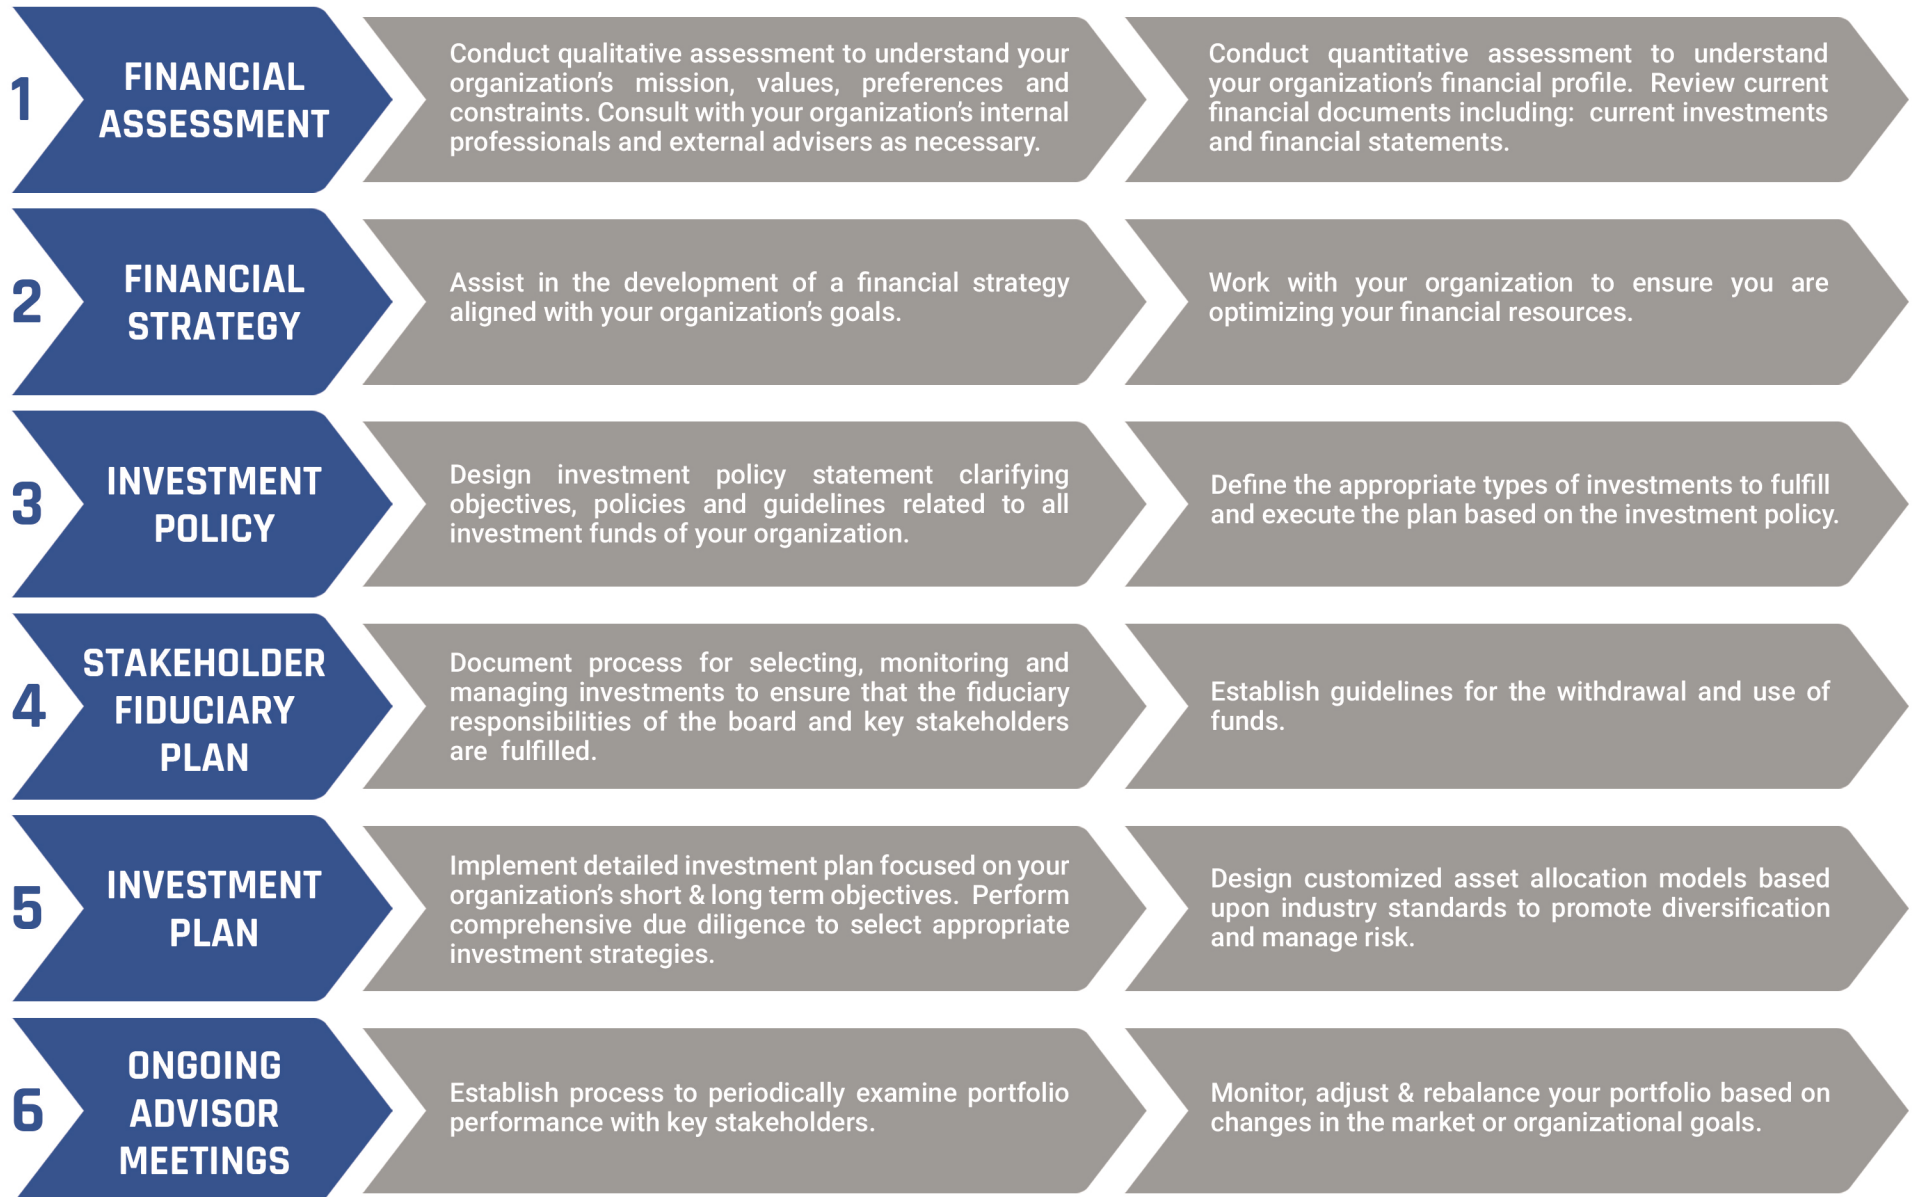 1
FINANCIAL
ASSESSMENT
Conduct qualitative assessment to understand your
organization's mission, values, preferences and
constraints. Consult with your organization's internal
professionals and external advisers as necessary.
Conduct quantitative assessment to understand
your organization's financial profile. Review current
financial documents including: current investments
and financial statements.
2
FINANCIAL
STRATEGY
Assist in the development of a financial strategy
aligned with your organization's goals.
Work with your organization to ensure you are
optimizing your financial resources.
3
INVESTMENT
POLICY
Design investment policy statement clarifying
objectives, policies and guidelines related to all
investment funds of your organization.
Define the appropriate types of investments to fulfill
and execute the plan based on the investment policy.
4
STAKEHOLDER
FIDUCIARY
PLAN
Document process for selecting, monitoring and
managing investments to ensure that the fiduciary
responsibilities of the board and key stakeholders
are fulfilled.
Establish guidelines for the withdrawal and use of
funds.
5
INVESTMENT
PLAN
Implement detailed investment plan focused on your
organization's short & long term objectives. Perform
comprehensive due diligence to select appropriate
investment strategies.
Design customized asset allocation models based
upon industry standards to promote diversification
and manage risk.
6
ONGOING
ADVISOR
MEETINGS
Establish process to periodically examine portfolio
performance with key stakeholders.
Monitor, adjust & rebalance your portfolio based on
changes in the market or organizational goals.